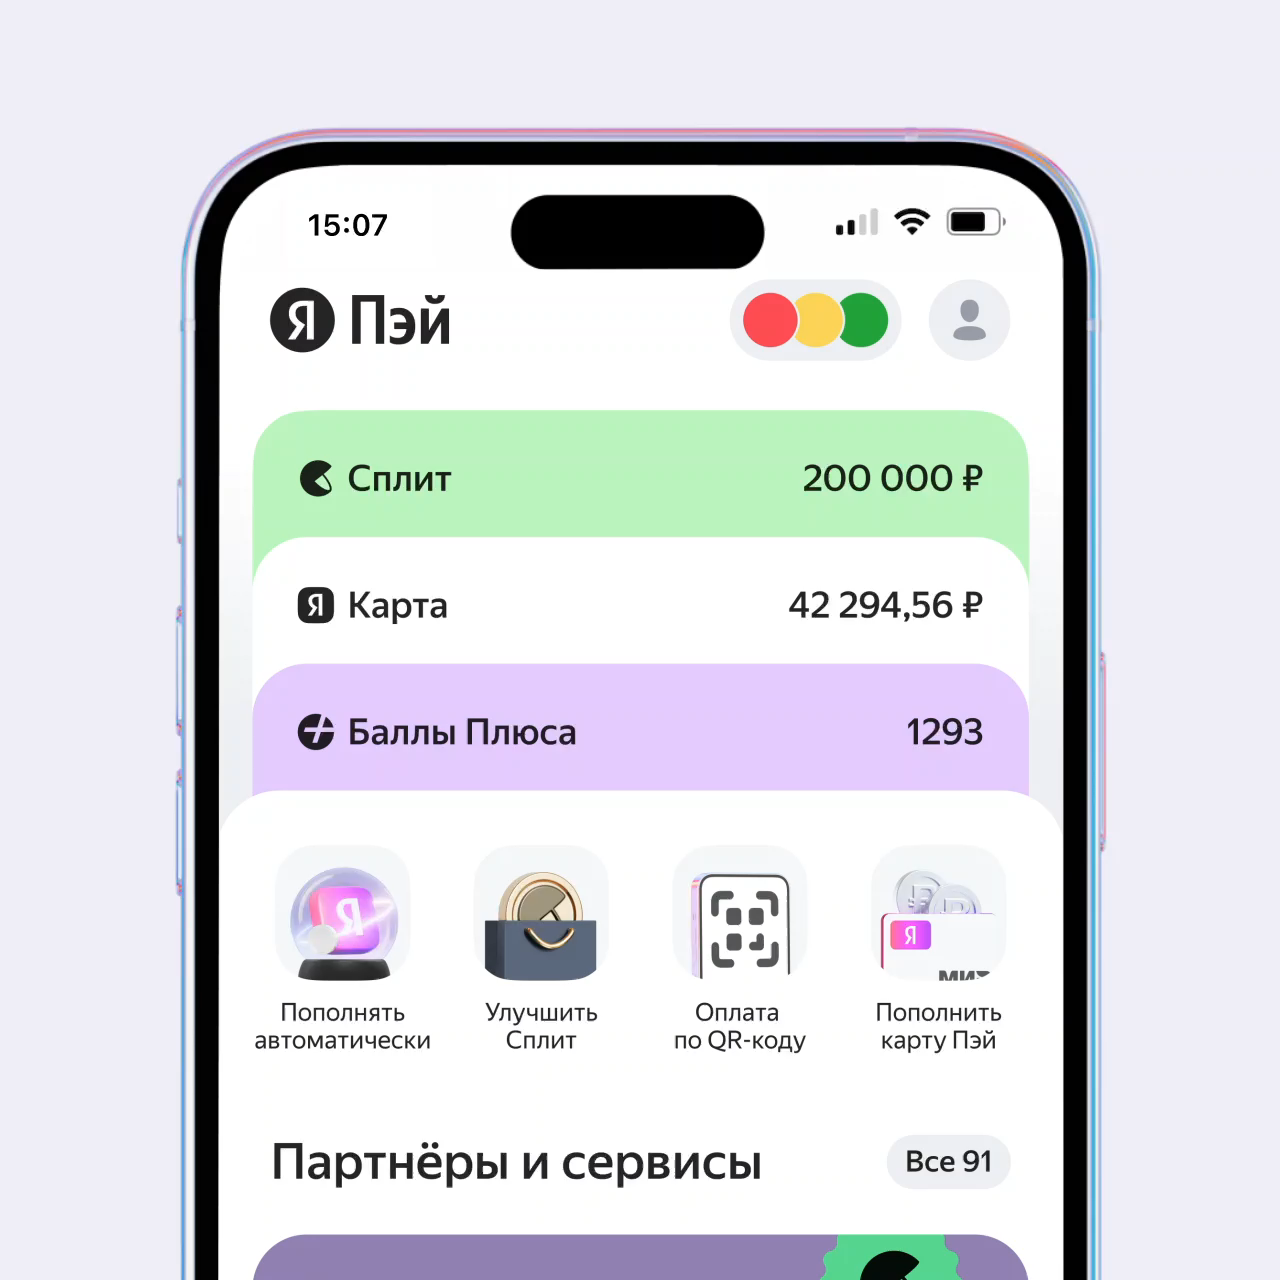 15:07
Я Пэй
Сплит 200 000 ₽
Я Карта 42 294,56 ₽
Баллы Плюса 1293
Я
Я
Пополнять
автоматически
Улучшить
Сплит
Оплата
по QR-коду
Пополнить
карту Пэй
Партнёры и сервисы Все 91